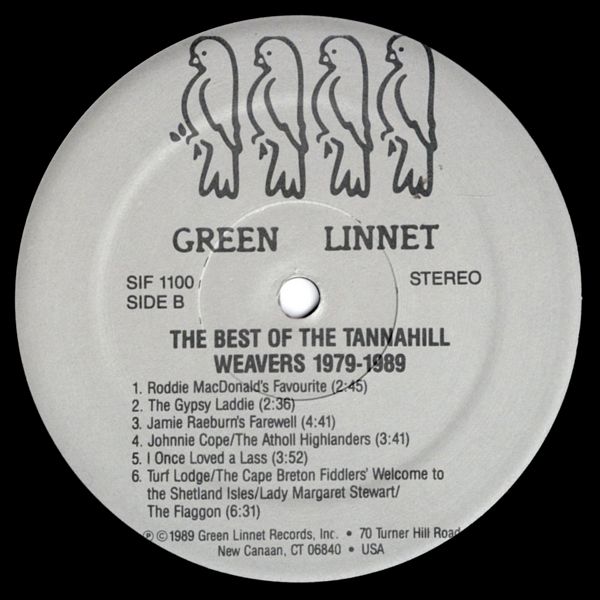 GREEN LINNET
SIF 1100
SIDE B
STEREO
THE BEST OF THE TANNAHILL
WEAVERS 1979-1989
1. Roddie MacDonald's Favourite (2:45)
2. The Gypsy Laddie (2:36)
3. Jamie Raeburn's Farewell (4:41)
4. Johnnie Cope/The Atholl Highlanders (3:41)
5. I Once Loved a Lass (3:52)
6. Turf Lodge/The Cape Breton Fiddlers' Welcome to
the Shetland Isles/Lady Margaret Stewart/
The Flaggon (6:31)
℗ © 1989 Green Linnet Records, Inc. • 70 Turner Hill Road
New Canaan, CT 06840 • USA